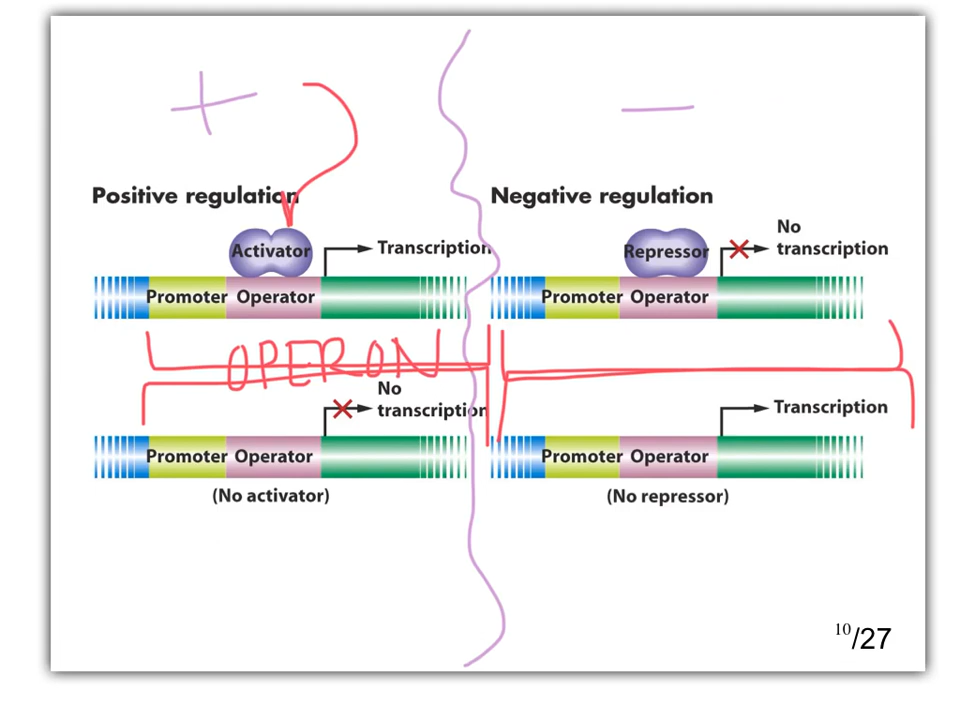 +
−
Positive regulation
Activator
Transcription
Promoter Operator
OPERON
No
transcription
Promoter Operator
(No activator)
Negative regulation
Repressor
No
transcription
Promoter Operator
Transcription
Promoter Operator
(No repressor)
10/27